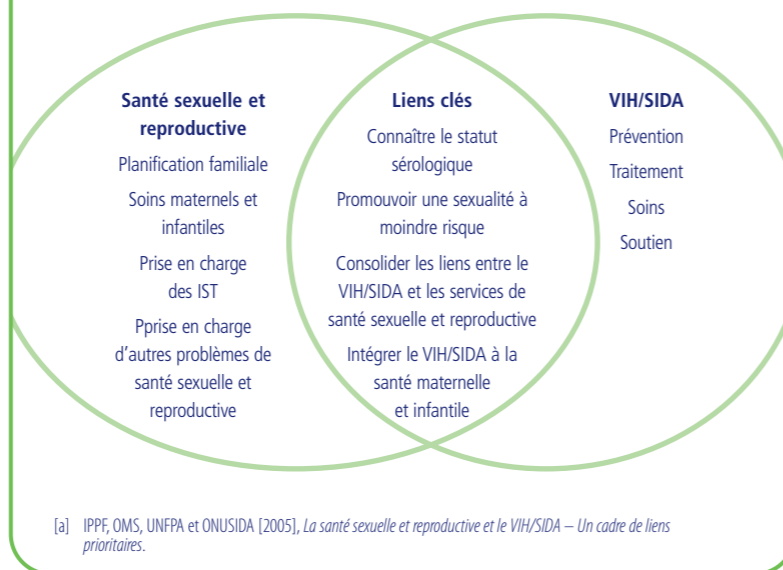 Santé sexuelle et
reproductive
Planification familiale
Soins maternels et
infantiles
Prise en charge
des IST
Pprise en charge
d'autres problèmes de
santé sexuelle et
reproductive
Liens clés
Connaître le statut
sérologique
Promouvoir une sexualité à
moindre risque
Consolider les liens entre le
VIH/SIDA et les services de
santé sexuelle et reproductive
Intégrer le VIH/SIDA à la
santé maternelle
et infantile
VIH/SIDA
Prévention
Traitement
Soins
Soutien
[a] IPPF, OMS, UNFPA et ONUSIDA [2005], La santé sexuelle et reproductive et le VIH/SIDA – Un cadre de liens
prioritaires.